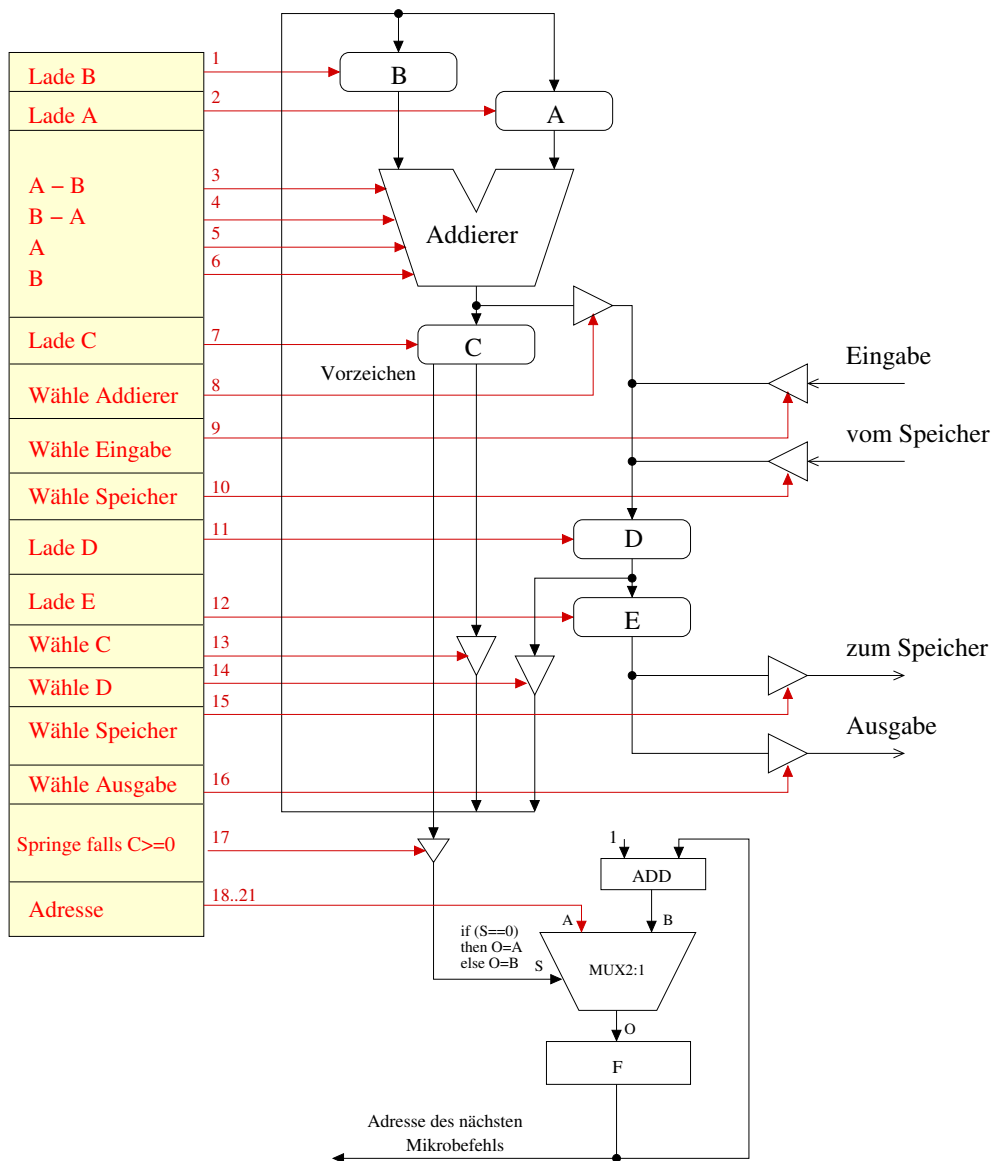 1
B
Lade B
2
Lade A
A
3
A − B
4
B − A
5
A
6
B
Addierer
7
Lade C
C
Vorzeichen
8
Wähle Addierer
Eingabe
9
Wähle Eingabe
vom Speicher
10
Wähle Speicher
11
Lade D
D
12
Lade E
E
13
Wähle C
zum Speicher
14
Wähle D
15
Wähle Speicher
Ausgabe
16
Wähle Ausgabe
17
Springe falls C>=0
1
ADD
18..21
Adresse
A
B
if (S==0)
then O=A
else O=B
S
MUX2:1
O
F
Adresse des nächsten
Mikrobefehls